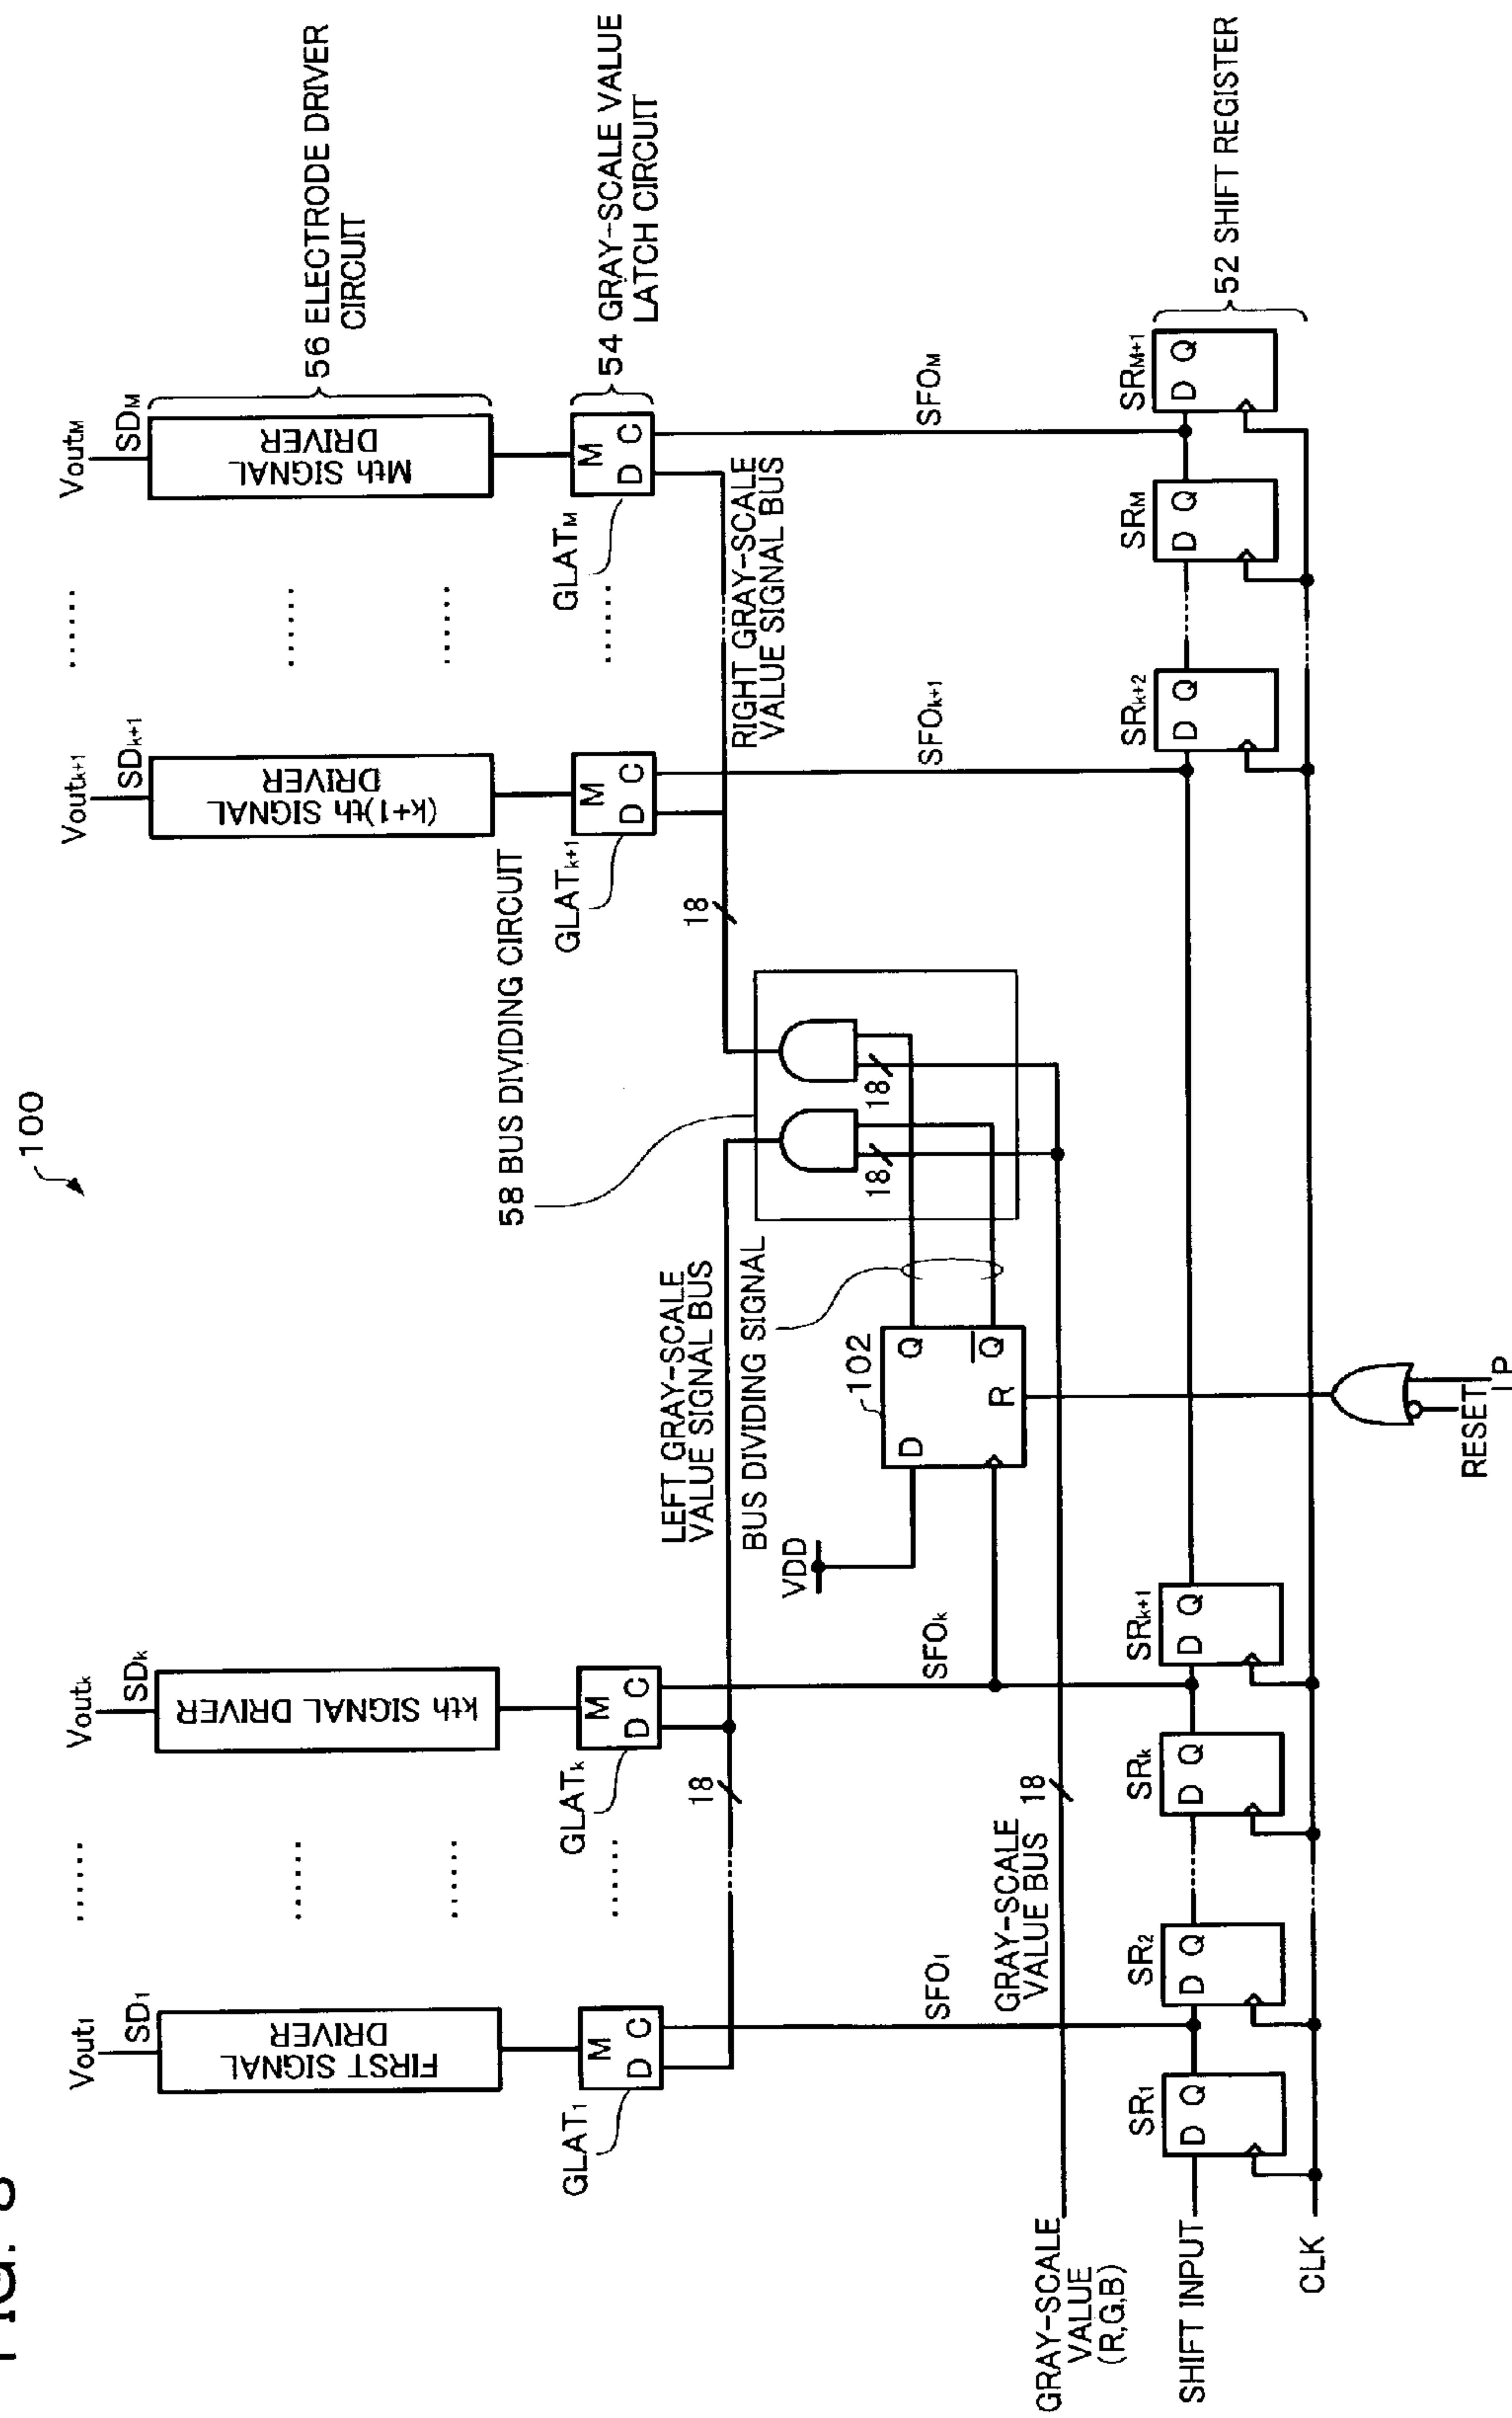 100
Vout1
SD1
FIRST SIGNAL
DRIVER
......
......
......
Voutk
SDk
kth SIGNAL DRIVER
Voutk+1
SDk+1
(k+1)th SIGNAL
DRIVER
......
......
......
VoutM
SDM
Mth SIGNAL
DRIVER
56 ELECTRODE DRIVER
CIRCUIT
GLAT1
M
D C
......
GLATk
M
D C
58 BUS DIVIDING CIRCUIT
GLATk+1
M
D C
......
GLATM
M
D C
54 GRAY-SCALE VALUE
LATCH CIRCUIT
18
LEFT GRAY-SCALE
VALUE SIGNAL BUS
18
RIGHT GRAY-SCALE
VALUE SIGNAL BUS
BUS DIVIDING SIGNAL
VDD
102
D Q
R Q
18
18
SFO1
SFOk
SFOk+1
SFOM
GRAY-SCALE
VALUE BUS
18
GRAY-SCALE
VALUE
(R,G,B)
SHIFT INPUT
SR1
D Q
SR2
D Q
SRk
D Q
SRk+1
D Q
SRk+2
D Q
SRM
D Q
SRM+1
D Q
52 SHIFT REGISTER
CLK
RESET